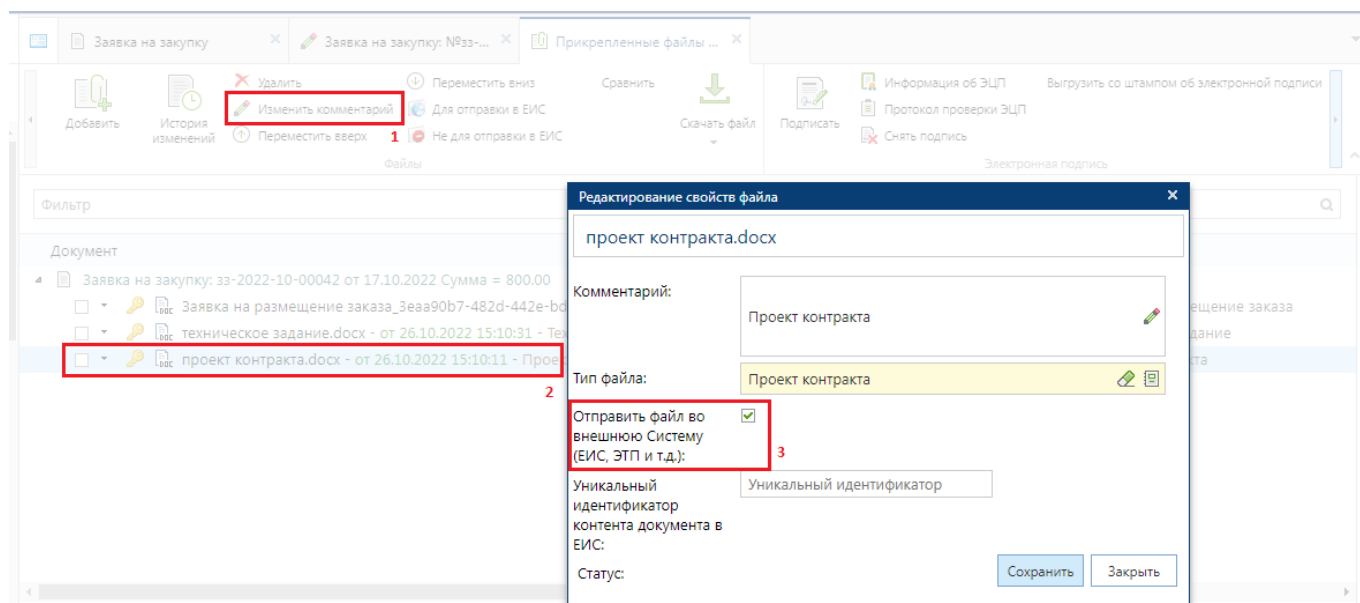 Заявка на закупку
Заявка на закупку: №зз-...
Прикрепленные файлы ...
Добавить
История
изменений
Удалить
Изменить комментарий
1
Переместить вверх
Переместить вниз
Для отправки в ЕИС
Не для отправки в ЕИС
Сравнить
Скачать файл
Файлы
Подписать
Информация об ЭЦП
Протокол проверки ЭЦП
Снять подпись
Выгрузить со штампом об электронной подписи
Электронная подпись
Фильтр
Документ
Заявка на закупку: зз-2022-10-00042 от 17.10.2022 Сумма = 800.00
Заявка на размещение заказа_3eaa90b7-482d-442e-bd
ещение заказа
техническое задание.docx - от 26.10.2022 15:10:31 - Тех
дание
проект контракта.docx - от 26.10.2022 15:10:11 - Проек
кта
2
Редактирование свойств файла
проект контракта.docx
Комментарий:
Проект контракта
Тип файла:
Проект контракта
Отправить файл во
внешнюю Систему
(ЕИС, ЭТП и т.д.):
3
Уникальный
идентификатор
контента документа в
ЕИС:
Уникальный идентификатор
Статус:
Сохранить
Закрыть